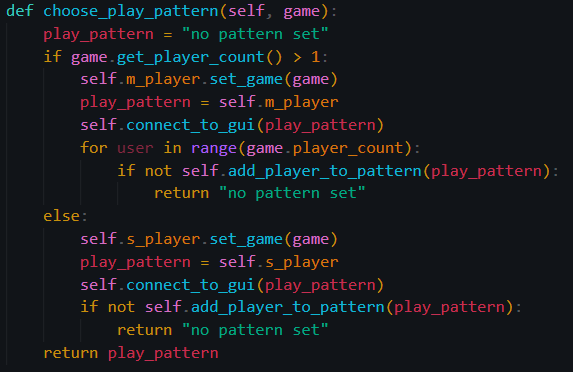 def choose_play_pattern(self, game):
    play_pattern = "no pattern set"
    if game.get_player_count() > 1:
        self.m_player.set_game(game)
        play_pattern = self.m_player
        self.connect_to_gui(play_pattern)
        for user in range(game.player_count):
            if not self.add_player_to_pattern(play_pattern):
                return "no pattern set"
    else:
        self.s_player.set_game(game)
        play_pattern = self.s_player
        self.connect_to_gui(play_pattern)
        if not self.add_player_to_pattern(play_pattern):
            return "no pattern set"
    return play_pattern